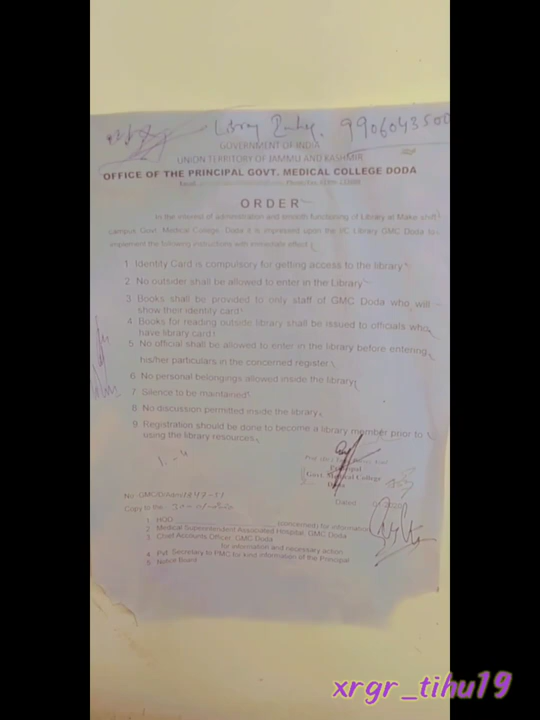 Library 9906043500
GOVERNMENT OF INDIA
UNION TERRITORY OF JAMMU AND KASHMIR
OFFICE OF THE PRINCIPAL GOVT. MEDICAL COLLEGE DODA
ORDER
In the interest of administration and smooth functioning of Library at Make shift
campus Govt. Medical College, Doda it is impressed upon the I/C Library GMC Doda to
implement the following instructions with immediate effect
1. Identity Card is compulsory for getting access to the library
2. No outsider shall be allowed to enter in the Library
3. Books shall be provided to only staff of GMC Doda who will
show their identity card
4. Books for reading outside library shall be issued to officials who
have library card
5. No official shall be allowed to enter in the library before entering
his/her particulars in the concerned register
6. No personal belongings allowed inside the library
7. Silence to be maintained
8. No discussion permitted inside the library
9. Registration should be done to become a library member prior to
using the library resources
Principal
Govt. Medical College
Doda
Dated
Copy to the
1. HOD (concerned) for information
2. Medical Superintendent Associated Hospital, GMC Doda
3. Chief Accounts Officer, GMC Doda
for information and necessary action
4. Pvt. Secretary to PMC for kind information of the Principal
5. Notice Board
xrgr_tihu19